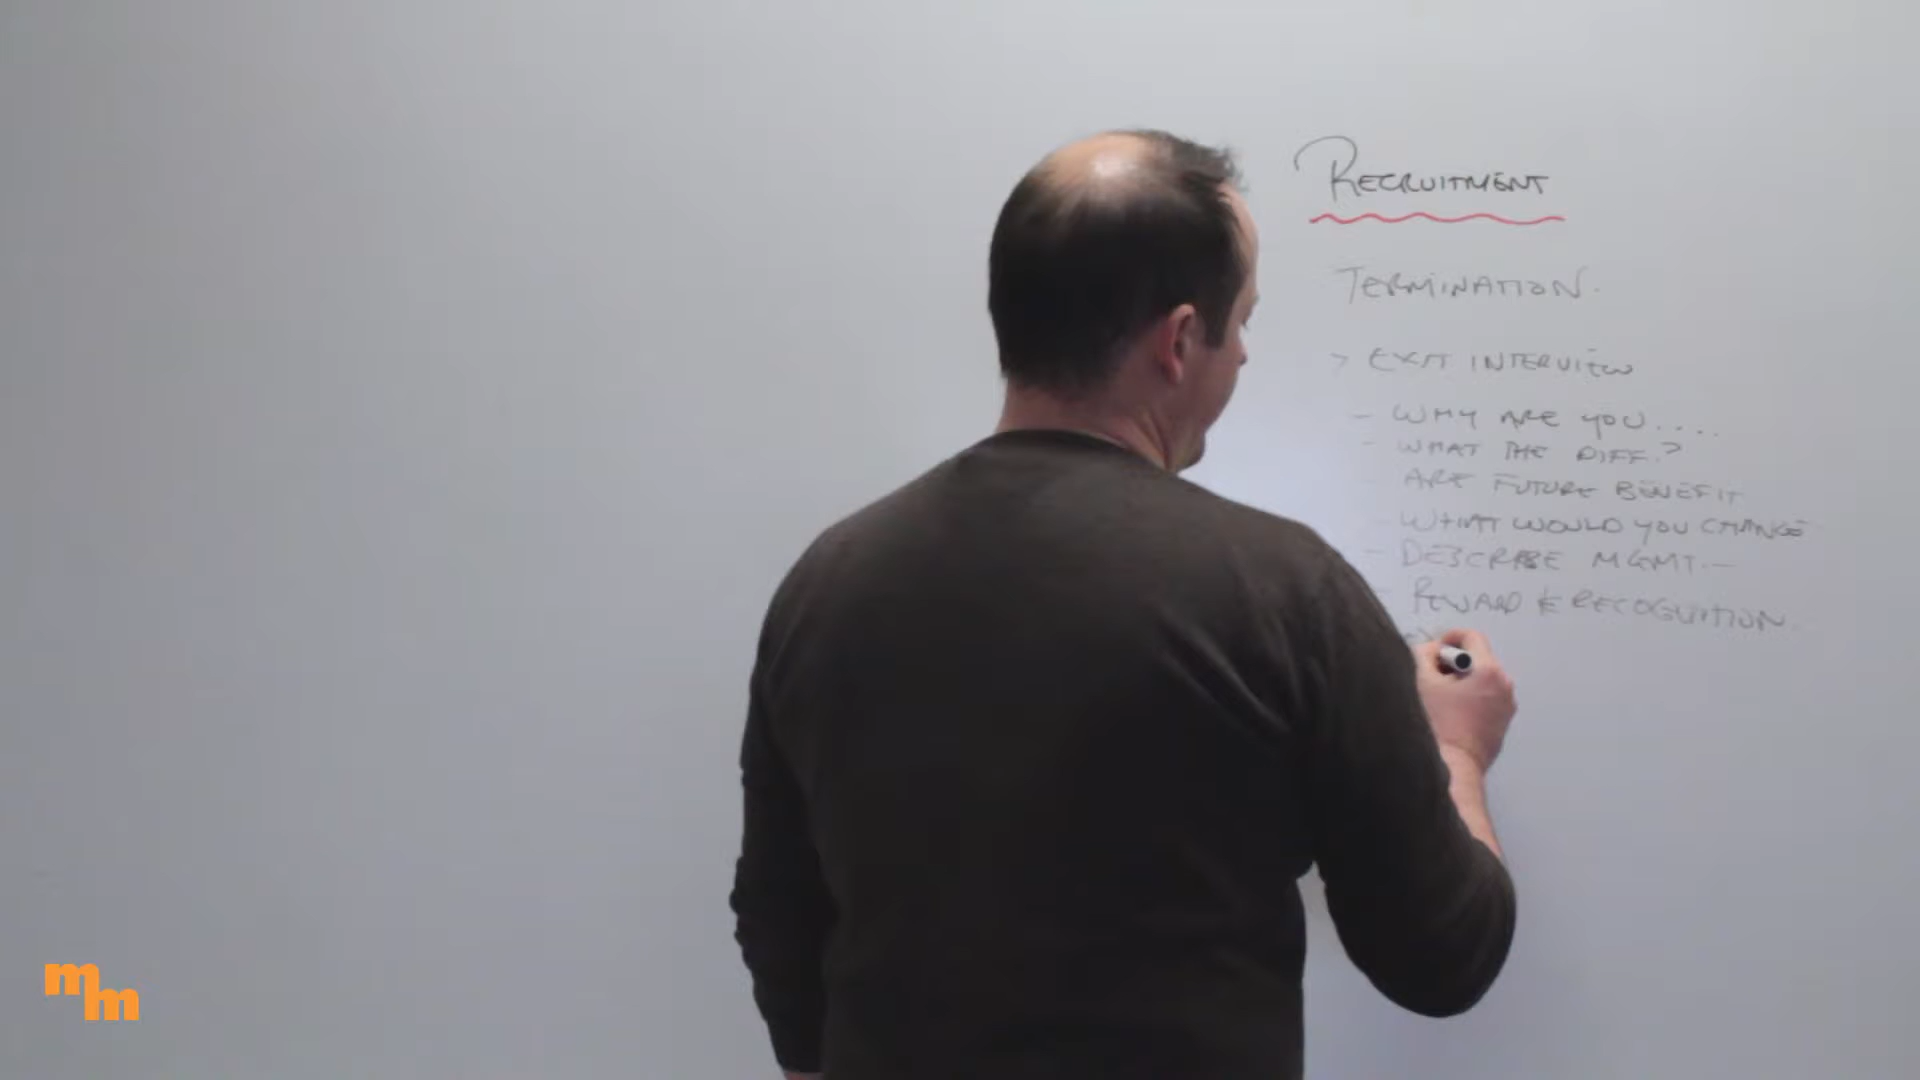 RECRUITMENT
TERMINATION.
> EXIT INTERVIEW
- WHY ARE YOU....
- WHAT THE DIFF.?
ARE FUTURE BENEFIT
- WHAT WOULD YOU CHANGE
- DESCRIBE MGMT.-
- REWARD & RECOGNITION.
mm